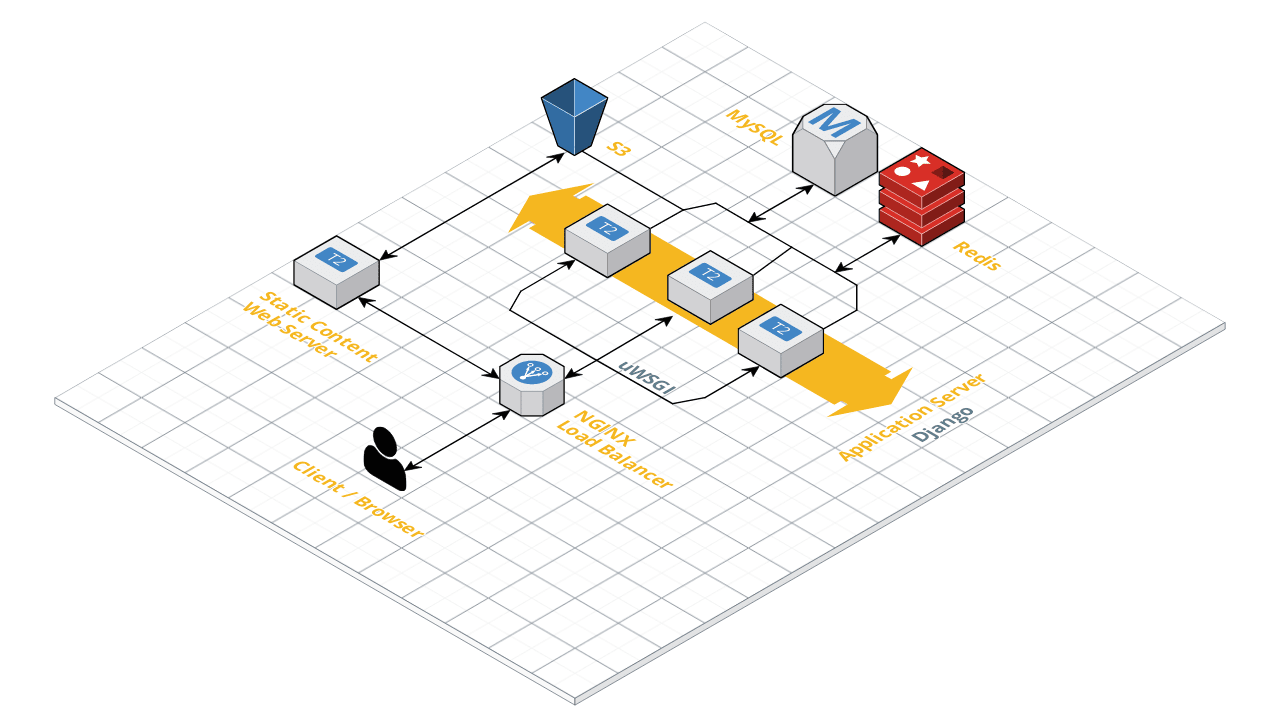 S3
MySQL
M
Redis
T2
T2
T2
T2
Static Content
Web Server
uWSGI
NGINX
Load Balancer
Application Server
Django
Client / Browser